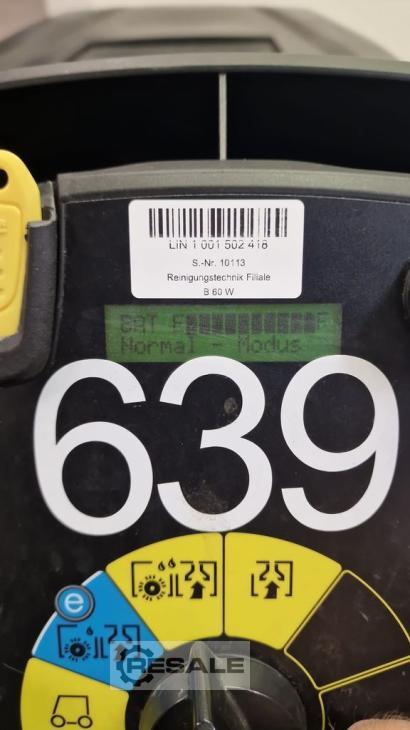 LIN 1 001 502 418
S.-Nr. 10113
Reinigungstechnik Filiale
B 60 W
BAT E F
Normal - Modus
639
e
RESALE